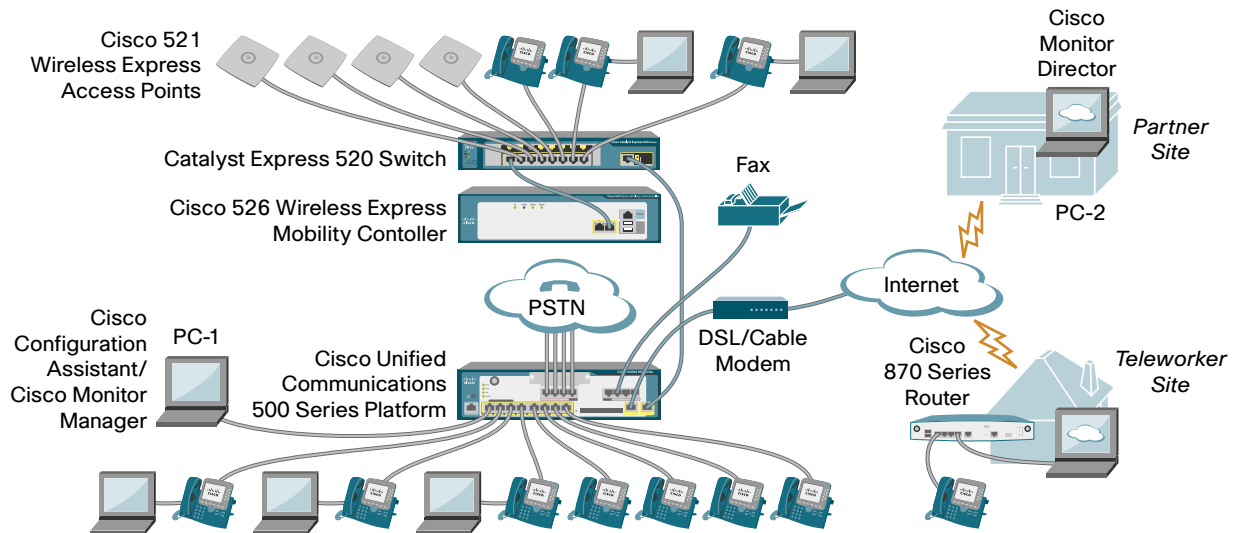 Cisco 521
Wireless Express
Access Points
Cisco
Monitor
Director
Partner
Site
PC-2
Catalyst Express 520 Switch
Fax
Cisco 526 Wireless Express
Mobility Contoller
PSTN
Internet
DSL/Cable
Modem
Cisco
Configuration
Assistant/
Cisco Monitor
Manager
PC-1
Cisco Unified
Communications
500 Series Platform
Cisco
870 Series
Router
Teleworker
Site